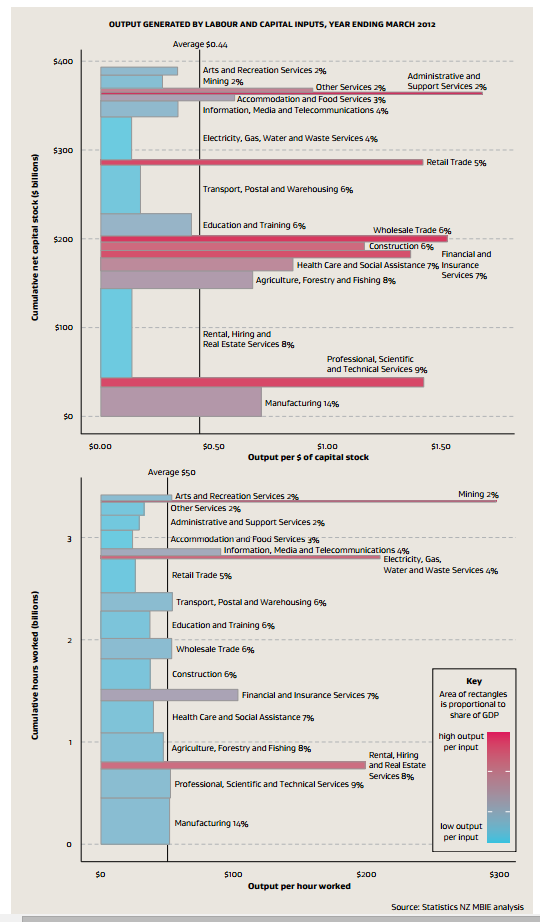 OUTPUT GENERATED BY LABOUR AND CAPITAL INPUTS, YEAR ENDING MARCH 2012
Average $0.44
$400
Arts and Recreation Services 2%
Mining 2%
Other Services 2%
Administrative and
Support Services 2%
Accommodation and Food Services 3%
Information, Media and Telecommunications 4%
Electricity, Gas, Water and Waste Services 4%
$300
Retail Trade 5%
Transport, Postal and Warehousing 6%
Education and Training 6%
Wholesale Trade 6%
$200
Construction 6%
Financial and
Insurance
Services 7%
Health Care and Social Assistance 7%
Agriculture, Forestry and Fishing 8%
$100
Rental, Hiring and
Real Estate Services 8%
Professional, Scientific
and Technical Services 9%
Manufacturing 14%
$0
Cumulative net capital stock ($ billions)
$0.00
$0.50
$1.00
$1.50
Output per $ of capital stock
Average $50
Arts and Recreation Services 2%
Mining 2%
Other Services 2%
Administrative and Support Services 2%
3
Accommodation and Food Services 3%
Information, Media and Telecommunications 4%
Electricity, Gas,
Water and Waste Services 4%
Retail Trade 5%
Transport, Postal and Warehousing 6%
Education and Training 6%
2
Wholesale Trade 6%
Construction 6%
Financial and Insurance Services 7%
Health Care and Social Assistance 7%
1
Agriculture, Forestry and Fishing 8%
Rental, Hiring
and Real Estate
Services 8%
Professional, Scientific and Technical Services 9%
Manufacturing 14%
0
Cumulative hours worked (billions)
Key
Area of rectangles
is proportional to
share of GDP
high output
per input
low output
per input
$0
$100
$200
$300
Output per hour worked
Source: Statistics NZ MBIE analysis